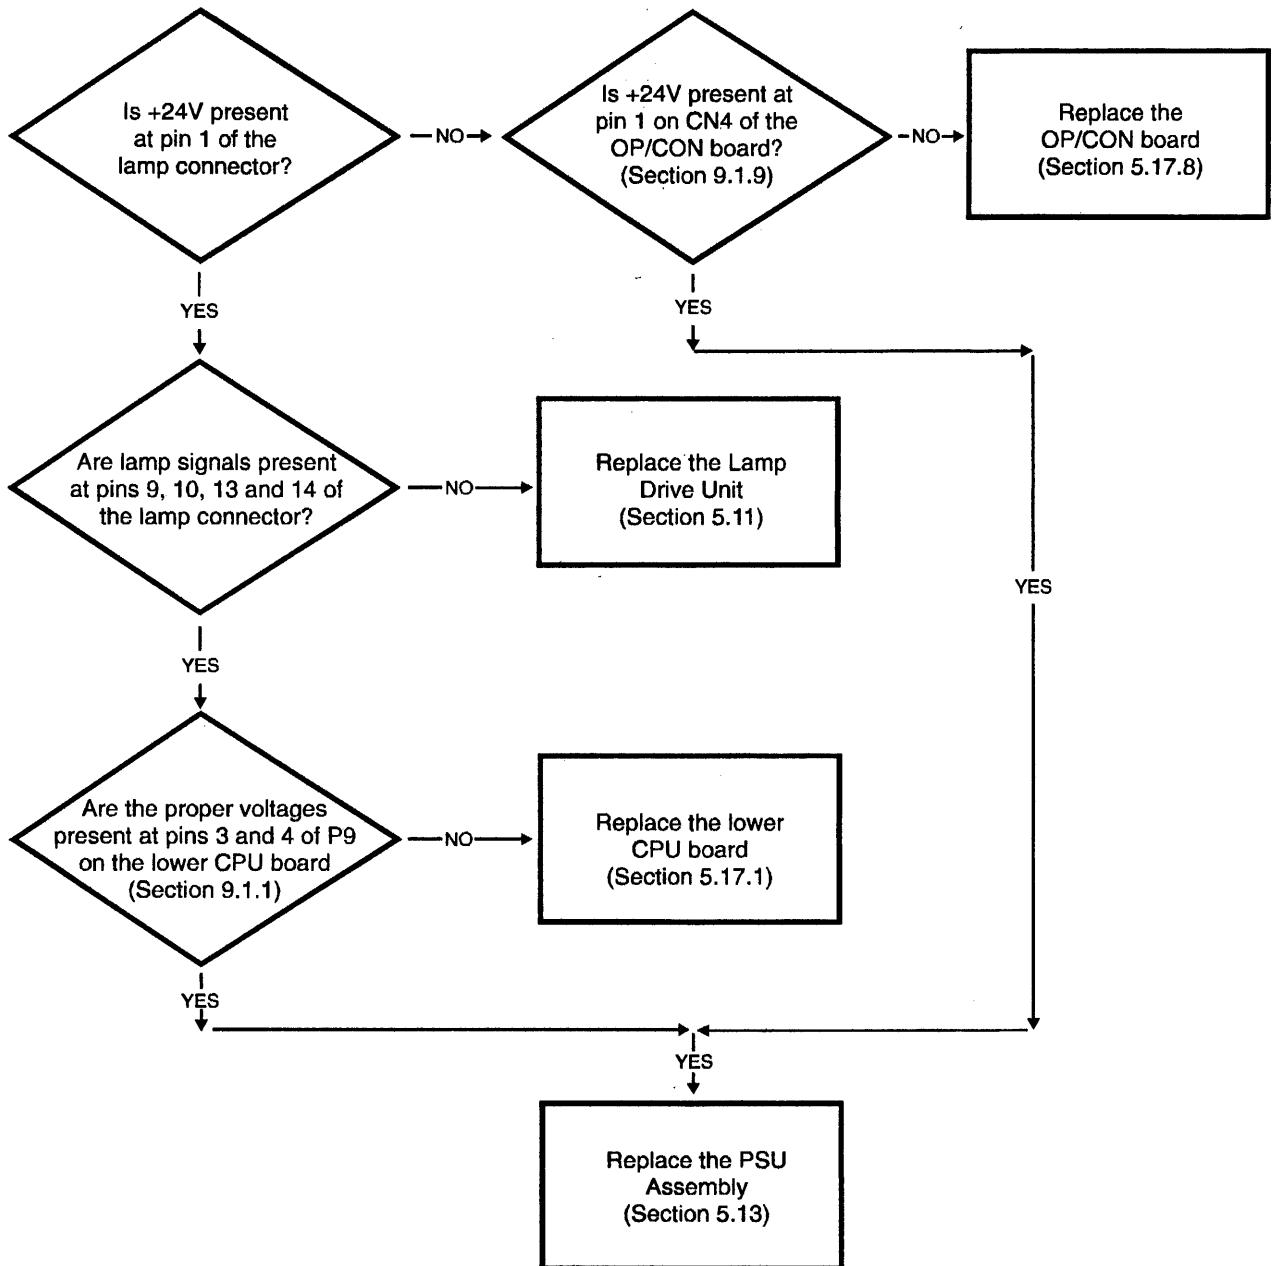 Is +24V present
at pin 1 of the
lamp connector?
NO
Is +24V present at
pin 1 on CN4 of the
OP/CON board?
(Section 9.1.9)
NO
Replace the
OP/CON board
(Section 5.17.8)
YES
YES
Are lamp signals present
at pins 9, 10, 13 and 14 of
the lamp connector?
NO
Replace the Lamp
Drive Unit
(Section 5.11)
YES
YES
Are the proper voltages
present at pins 3 and 4 of P9
on the lower CPU board
(Section 9.1.1)
NO
Replace the lower
CPU board
(Section 5.17.1)
YES
YES
Replace the PSU
Assembly
(Section 5.13)